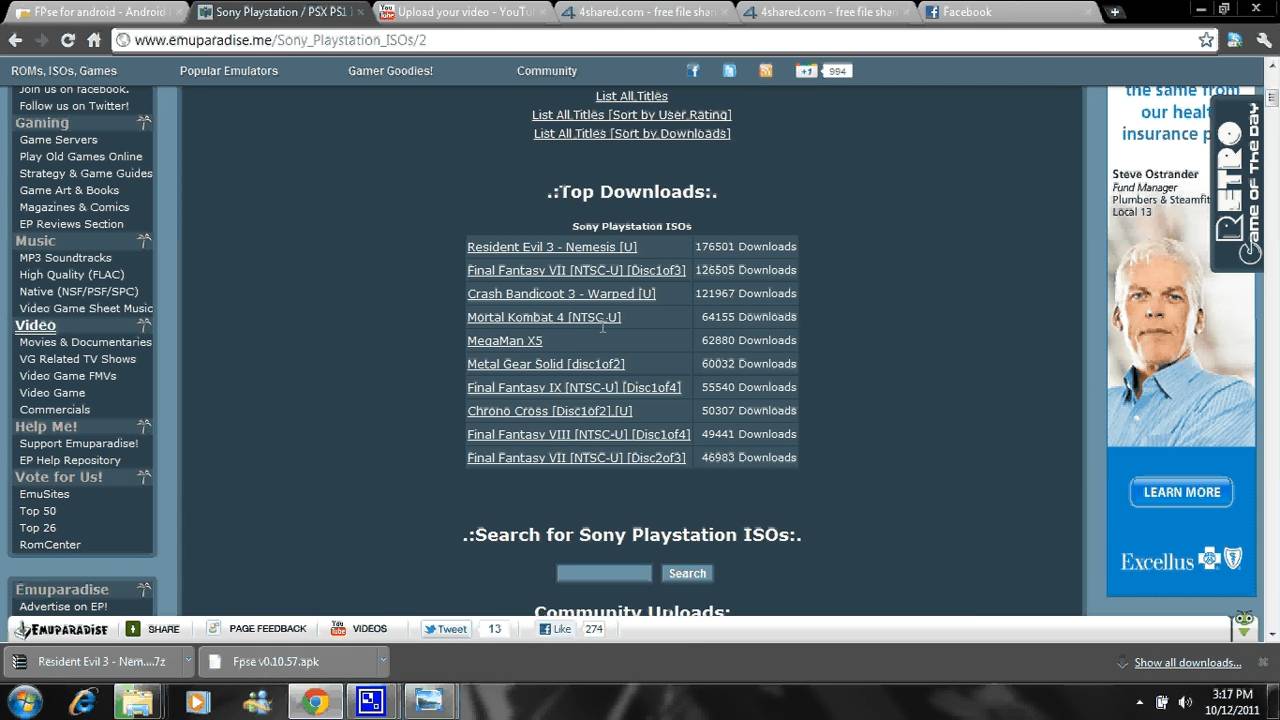 FPse for android - Android
Sony Playstation / PSX PS1
Upload your video - YouTu
4shared.com - free file shar
4shared.com - free file shar
Facebook
www.emuparadise.me/Sony_Playstation_ISOs/2
ROMs, ISOs, Games
Popular Emulators
Gamer Goodies!
Community
+1
994
Join us on facebook.
Follow us on Twitter!
Gaming
Game Servers
Play Old Games Online
Strategy & Game Guides
Game Art & Books
Magazines & Comics
EP Reviews Section
Music
MP3 Soundtracks
High Quality (FLAC)
Native (NSF/PSF/SPC)
Video Game Sheet Music
Video
Movies & Documentaries
VG Related TV Shows
Video Game FMVs
Video Game
Commercials
Help Me!
Support Emuparadise!
EP Help Repository
Vote for Us!
EmuSites
Top 50
Top 26
RomCenter
Emuparadise
Advertise on EP!
List All Titles
List All Titles [Sort by User Rating]
List All Titles [Sort by Downloads]
.:Top Downloads:.
Sony Playstation ISOs
Resident Evil 3 - Nemesis [U] 176501 Downloads
Final Fantasy VII [NTSC-U] [Disc1of3] 126505 Downloads
Crash Bandicoot 3 - Warped [U] 121967 Downloads
Mortal Kombat 4 [NTSC-U] 64155 Downloads
MegaMan X5 62880 Downloads
Metal Gear Solid [disc1of2] 60032 Downloads
Final Fantasy IX [NTSC-U] [Disc1of4] 55540 Downloads
Chrono Cross [Disc1of2] [U] 50307 Downloads
Final Fantasy VIII [NTSC-U] [Disc1of4] 49441 Downloads
Final Fantasy VII [NTSC-U] [Disc2of3] 46983 Downloads
.:Search for Sony Playstation ISOs:.
Search
Community Uploads:
the same from
our heal
insurance p
Steve Ostrander
Fund Manager
Plumbers & Steamfit
Local 13
RETRO
Game OF THE DAY
LEARN MORE
Excellus
EMUPARADISE
SHARE
PAGE FEEDBACK
You Tube
VIDEOS
Tweet
13
Like
274
Resident Evil 3 - Nem....7z
Fpse v0.10.57.apk
Show all downloads...
3:17 PM
10/12/2011